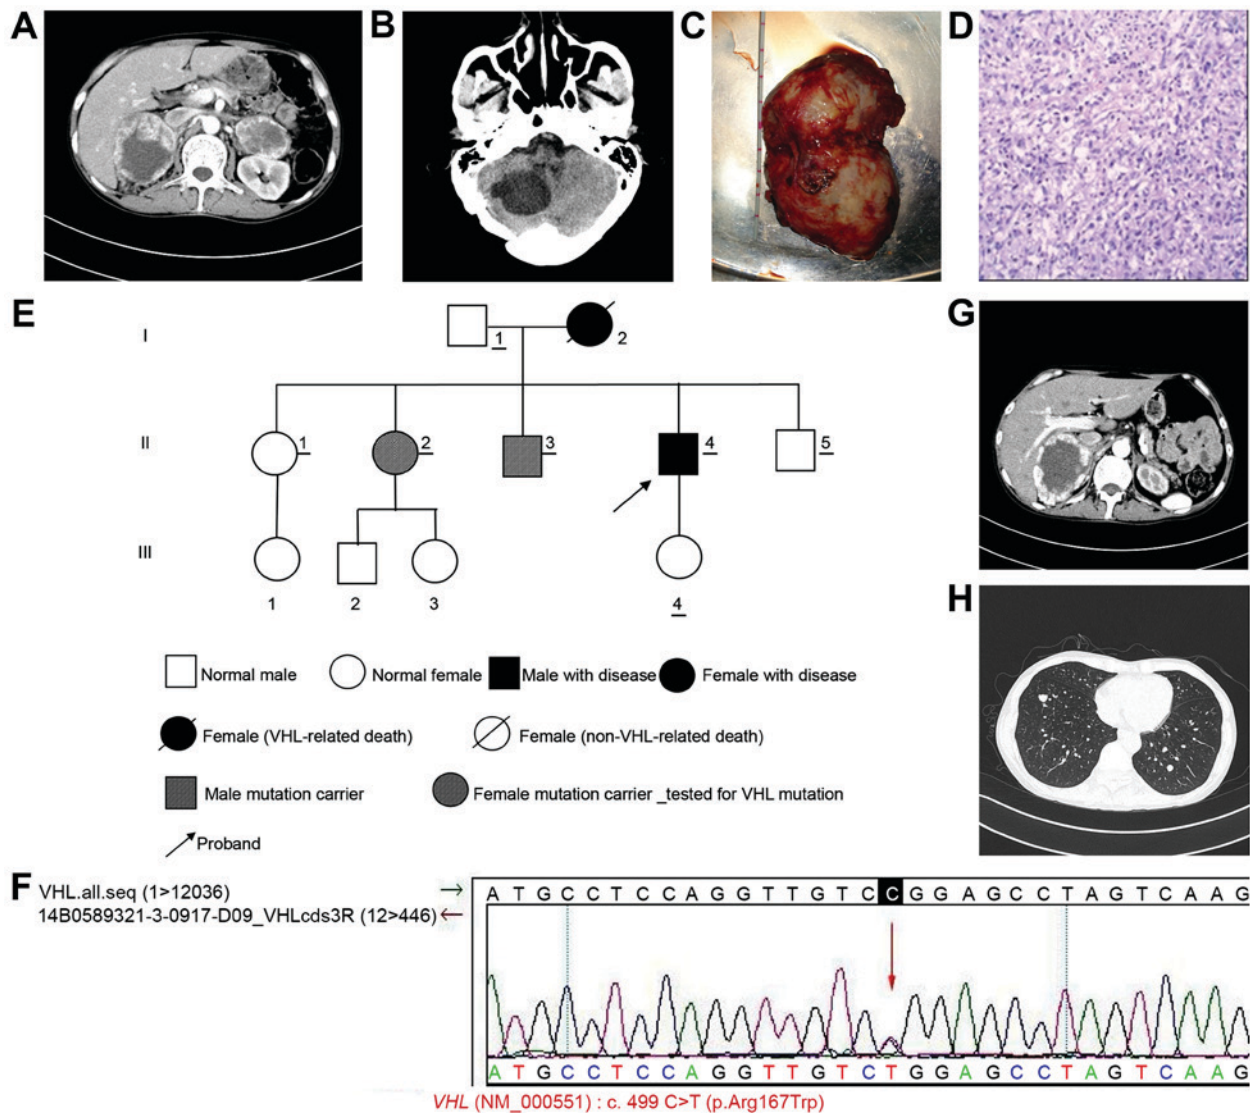 A
B
C
D
E
I
1
2
G
II
1
2
3
4
5
III
1
2
3
4
H
Normal male
Normal female
Male with disease
Female with disease
Female (VHL-related death)
Female (non-VHL-related death)
Male mutation carrier
Female mutation carrier _tested for VHL mutation
Proband
F
VHL.all.seq (1>12036)
14B0589321-3-0917-D09_VHLcds3R (12>446)
A T G C C T C C A G G T T G T C C G G A G C C T A G T C A A G
A T G C C T C C A G G T T G T C T G G A G C C T A G T C A A G
VHL (NM_000551) : c. 499 C>T (p.Arg167Trp)